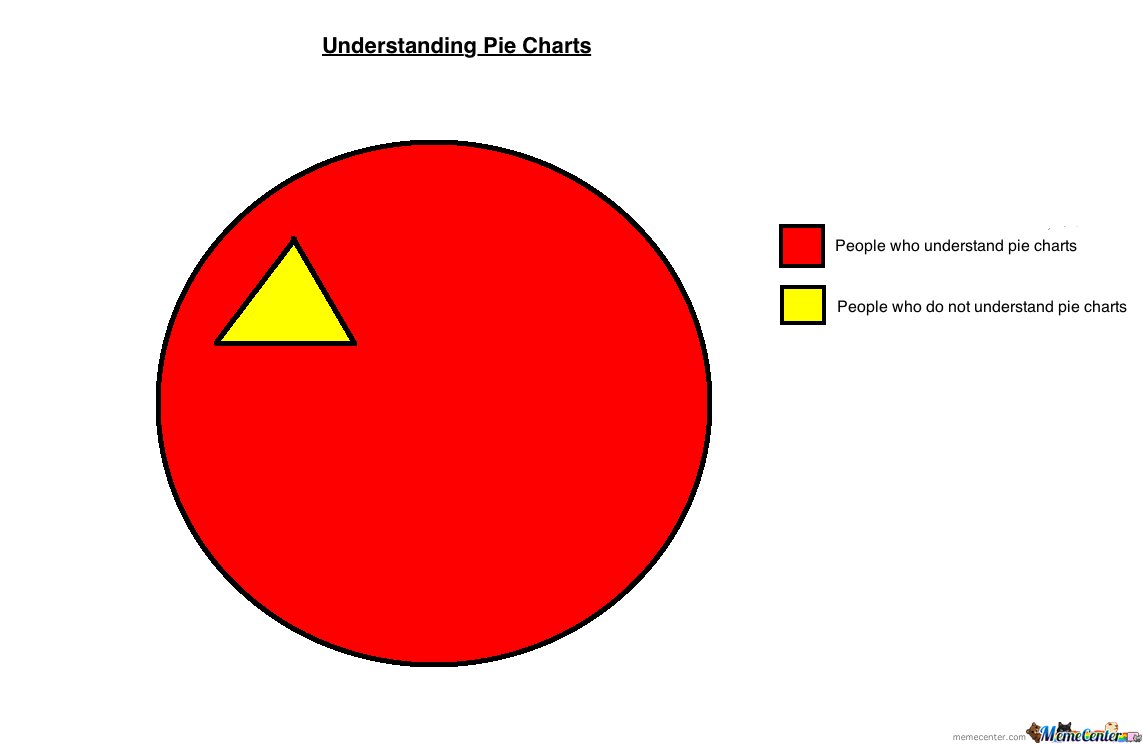 Understanding Pie Charts
People who understand pie charts
People who do not understand pie charts
memecenter.com MemeCenter